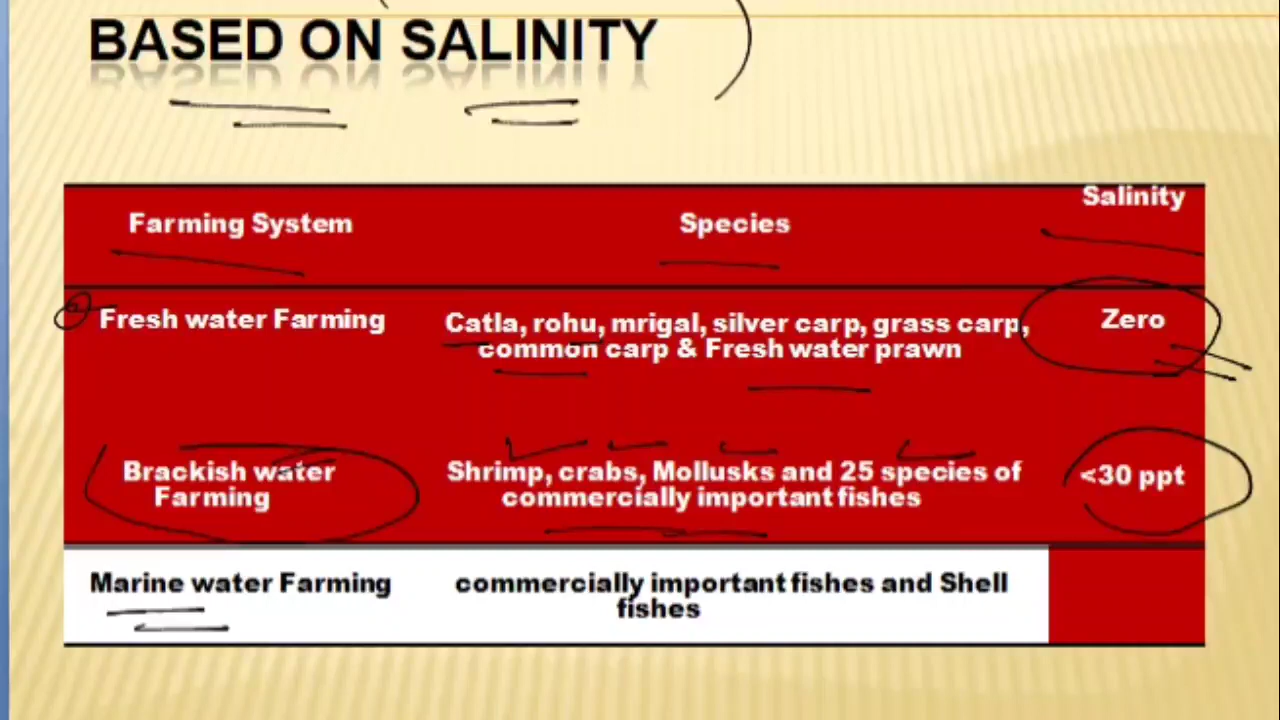 BASED ON SALINITY
Farming System Species Salinity
Fresh water Farming Catla, rohu, mrigal, silver carp, grass carp, Zero
common carp & Fresh water prawn
Brackish water Shrimp, crabs, Mollusks and 25 species of <30 ppt
Farming commercially important fishes
Marine water Farming commercially important fishes and Shell
fishes